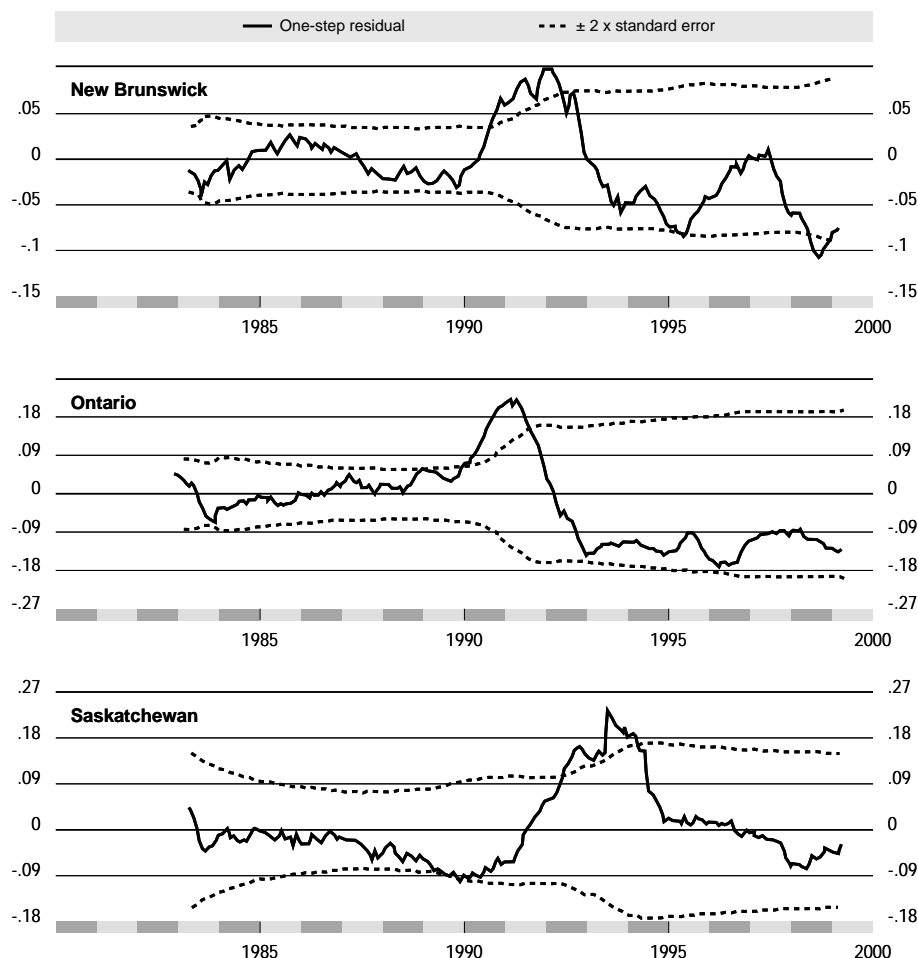 One-step residual ± 2 x standard error
New Brunswick
.05 .05
0 0
-.05 -.05
-.1 -.1
-.15 -.15
1985 1990 1995 2000
Ontario
.18 .18
.09 .09
0 0
-.09 -.09
-.18 -.18
-.27 -.27
1985 1990 1995 2000
.27 .27
Saskatchewan
.18 .18
.09 .09
0 0
-.09 -.09
-.18 -.18
1985 1990 1995 2000